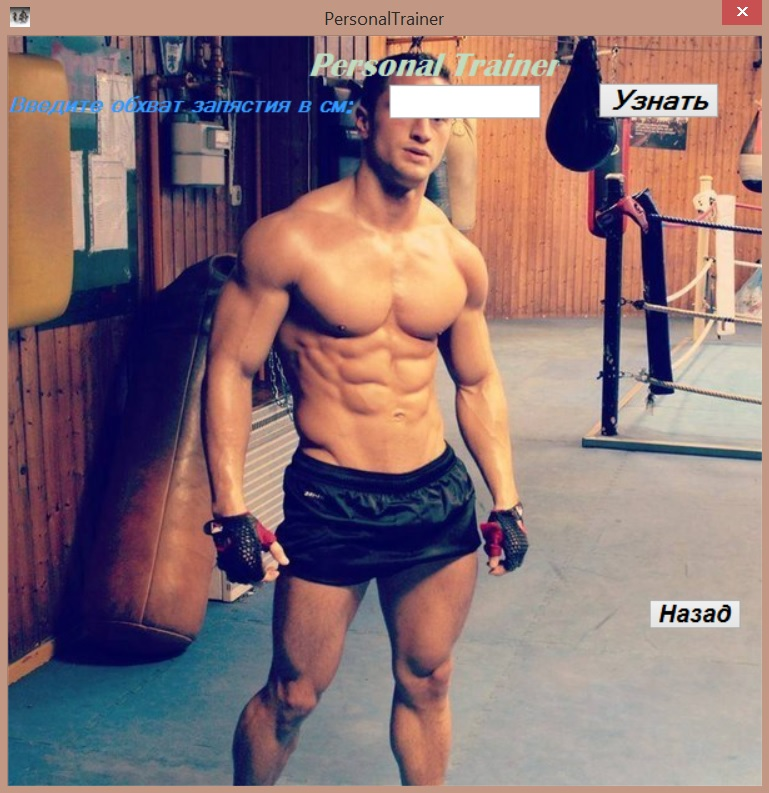 PersonalTrainer
Personal Trainer
Введите обхват запястия в см:
Узнать
Назад